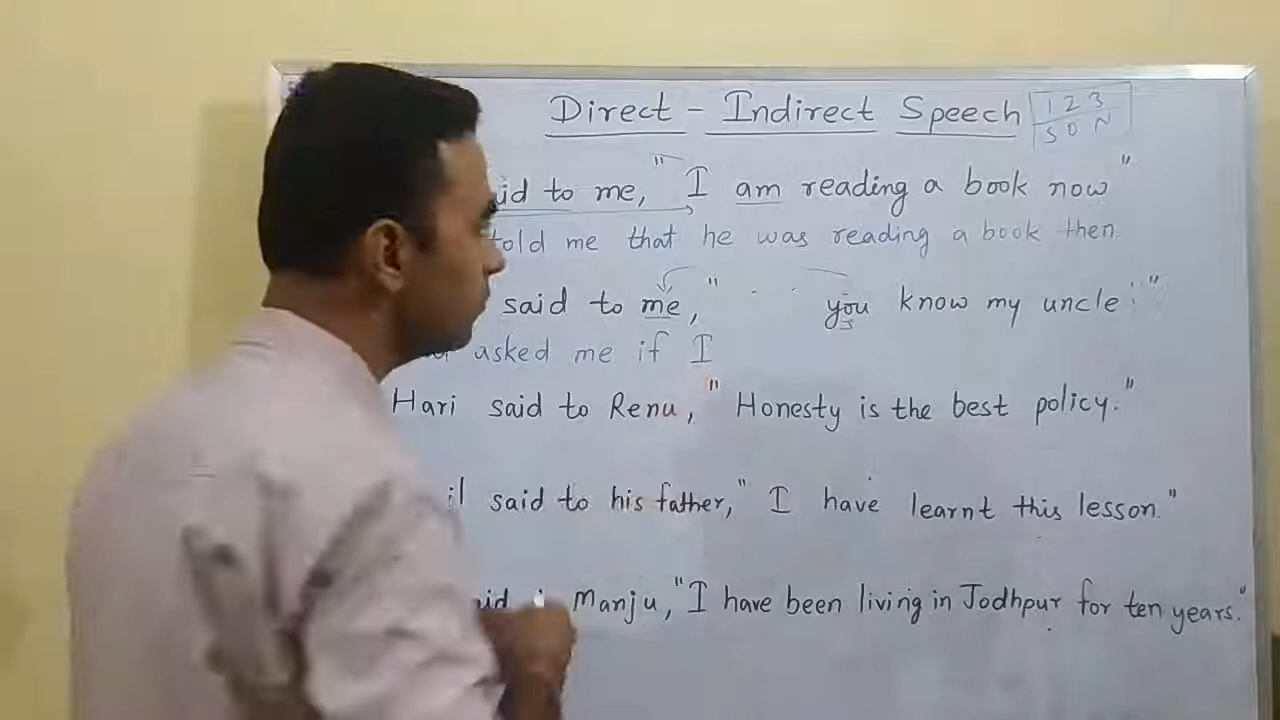 Direct - Indirect Speech
1 2 3
S O N
id to me, " I am reading a book now "
told me that he was reading a book then.
said to me, " you know my uncle "
asked me if I
Hari said to Renu, " Honesty is the best policy. "
il said to his father, " I have learnt this lesson. "
Manju, " I have been living in Jodhpur for ten years. "